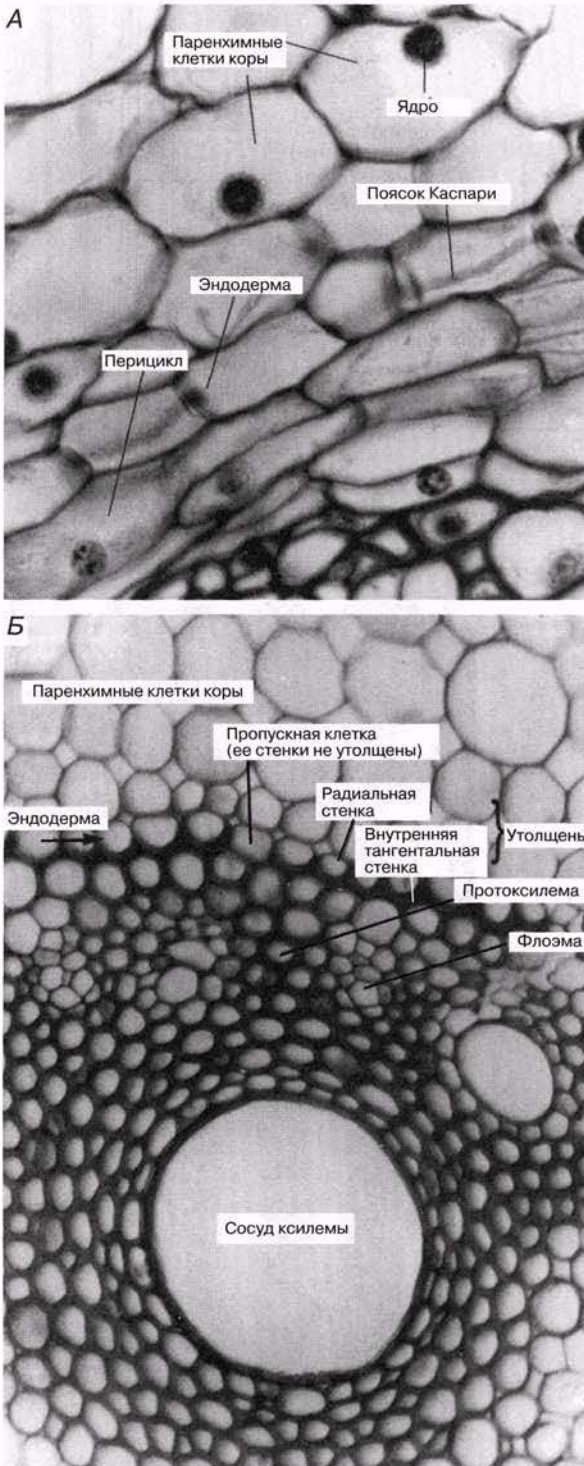 А
Паренхимные
клетки коры
Ядро
Поясок Каспари
Эндодерма
Перицикл
Б
Паренхимные клетки коры
Пропускная клетка
(ее стенки не утолщены)
Радиальная
стенка
Эндодерма
Внутренняя
тангентальная
стенка
Утолщены
Протоксилема
Флоэма
Сосуд ксилемы